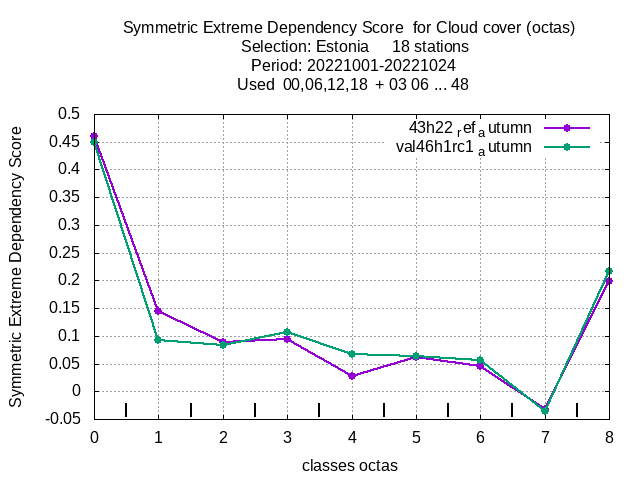 Symmetric Extreme Dependency Score for Cloud cover (octas)
Selection: Estonia 18 stations
Period: 20221001-20221024
Used 00,06,12,18 + 03 06 ... 48
43h22 ref a utumn
val46h1rc1 a utumn
Symmetric Extreme Dependency Score
0.5
0.45
0.4
0.35
0.3
0.25
0.2
0.15
0.1
0.05
0
-0.05
0 1 2 3 4 5 6 7 8
classes octas